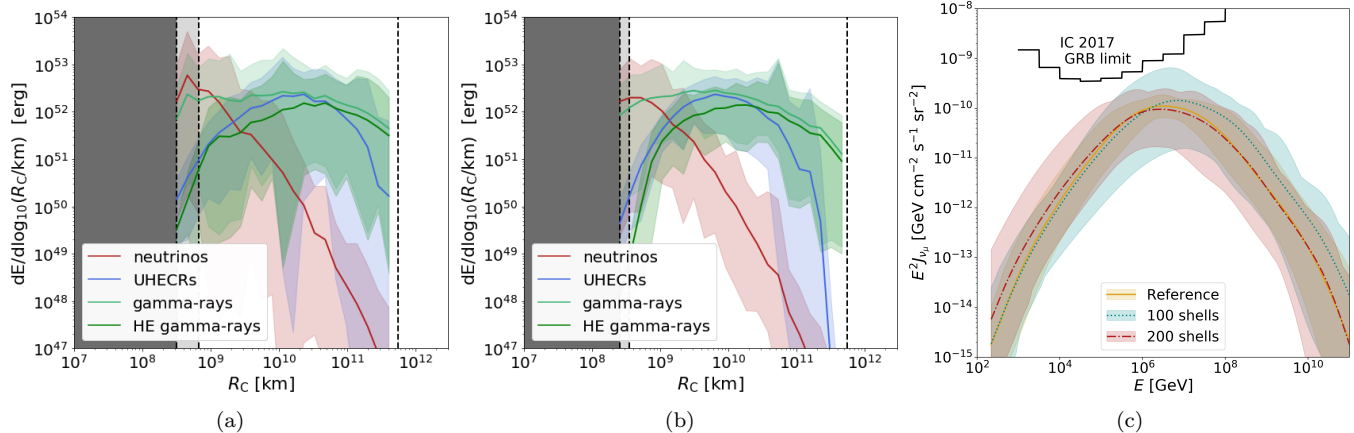 10^54
10^53
10^52
10^51
10^50
10^49
10^48
10^47
dE/dlog10(RC/km) [erg]
neutrinos
UHECRs
gamma-rays
HE gamma-rays
10^7 10^8 10^9 10^10 10^11 10^12
RC [km]
(a)
10^54
10^53
10^52
10^51
10^50
10^49
10^48
10^47
dE/dlog10(RC/km) [erg]
neutrinos
UHECRs
gamma-rays
HE gamma-rays
10^7 10^8 10^9 10^10 10^11 10^12
RC [km]
(b)
10^-8
10^-9
10^-10
10^-11
10^-12
10^-13
10^-14
10^-15
E^2Jνμ [GeV cm^-2 s^-1 sr^-2]
IC 2017
GRB limit
Reference
100 shells
200 shells
10^2 10^4 10^6 10^8 10^10
E [GeV]
(c)